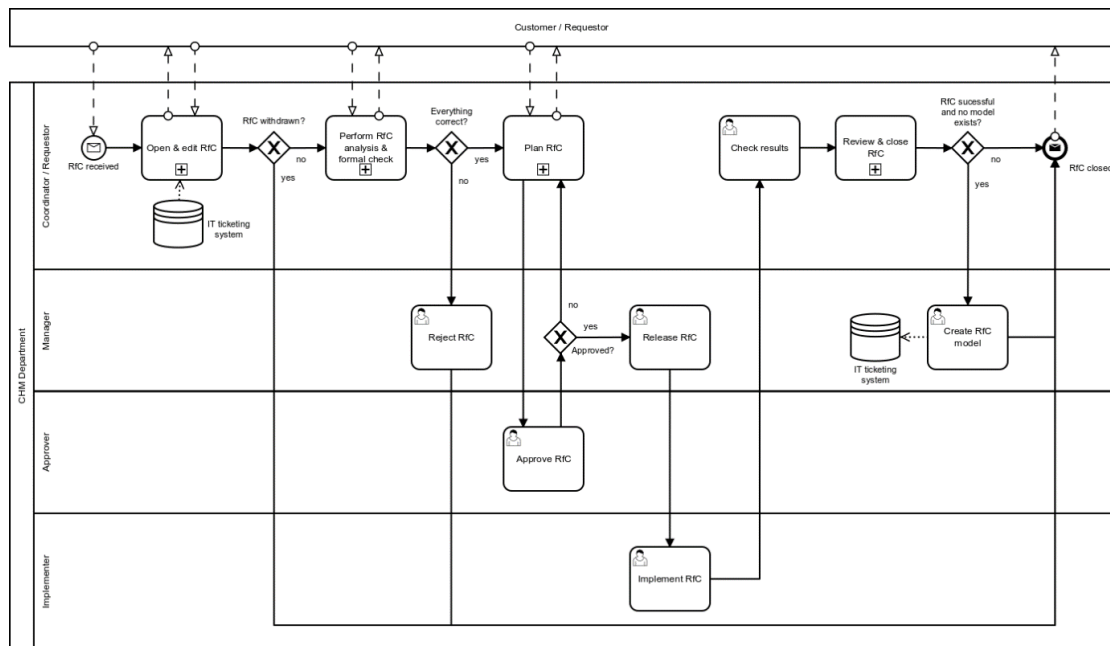 Customer / Requestor
CHM Department
Coordinator / Requestor
RfC received
Open & edit RfC
IT ticketing
system
RfC withdrawn?
no
yes
Perform RfC
analysis &
formal check
Everything
correct?
yes
no
Plan RfC
Check results
Review & close
RfC
RfC sucessful
and no model
exists?
no
yes
RfC closed
Manager
Reject RfC
no
yes
Approved?
Release RfC
IT ticketing
system
Create RfC
model
Approver
Approve RfC
Implementer
Implement RfC